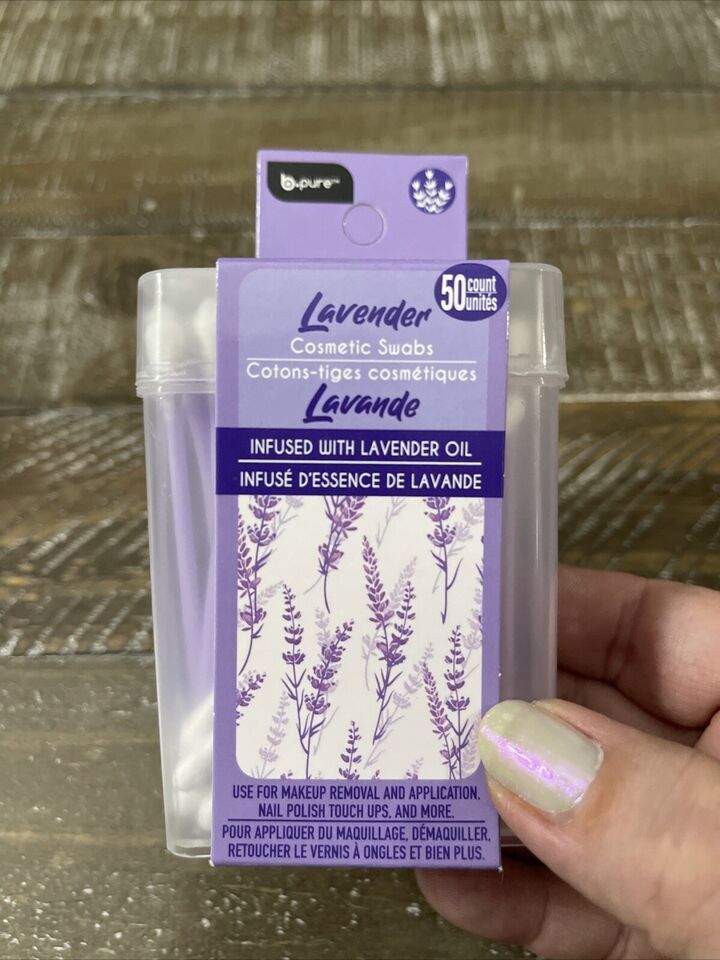 b.pure™
50 count
unités
Lavender
Cosmetic Swabs
Cotons-tiges cosmétiques
Lavande
INFUSED WITH LAVENDER OIL
INFUSÉ D'ESSENCE DE LAVANDE
USE FOR MAKEUP REMOVAL AND APPLICATION,
NAIL POLISH TOUCH UPS, AND MORE.
POUR APPLIQUER DU MAQUILLAGE, DÉMAQUILLER,
RETOUCHER LE VERNIS À ONGLES ET BIEN PLUS.